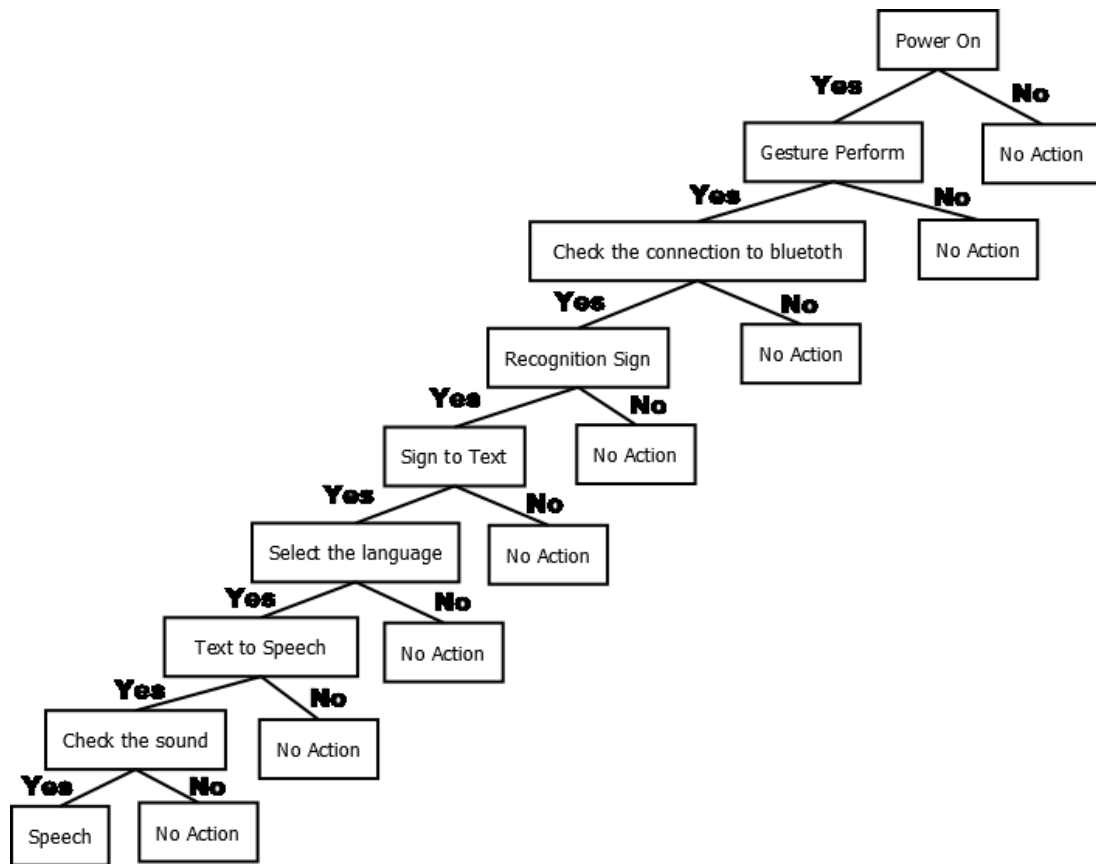 Power On
Yes
No
Gesture Perform
No Action
Yes
No
Check the connection to bluetoth
No Action
Yes
No
Recognition Sign
No Action
Yes
No
Sign to Text
No Action
Yes
No
Select the language
No Action
Yes
No
Text to Speech
No Action
Yes
No
Check the sound
No Action
Yes
No
Speech
No Action